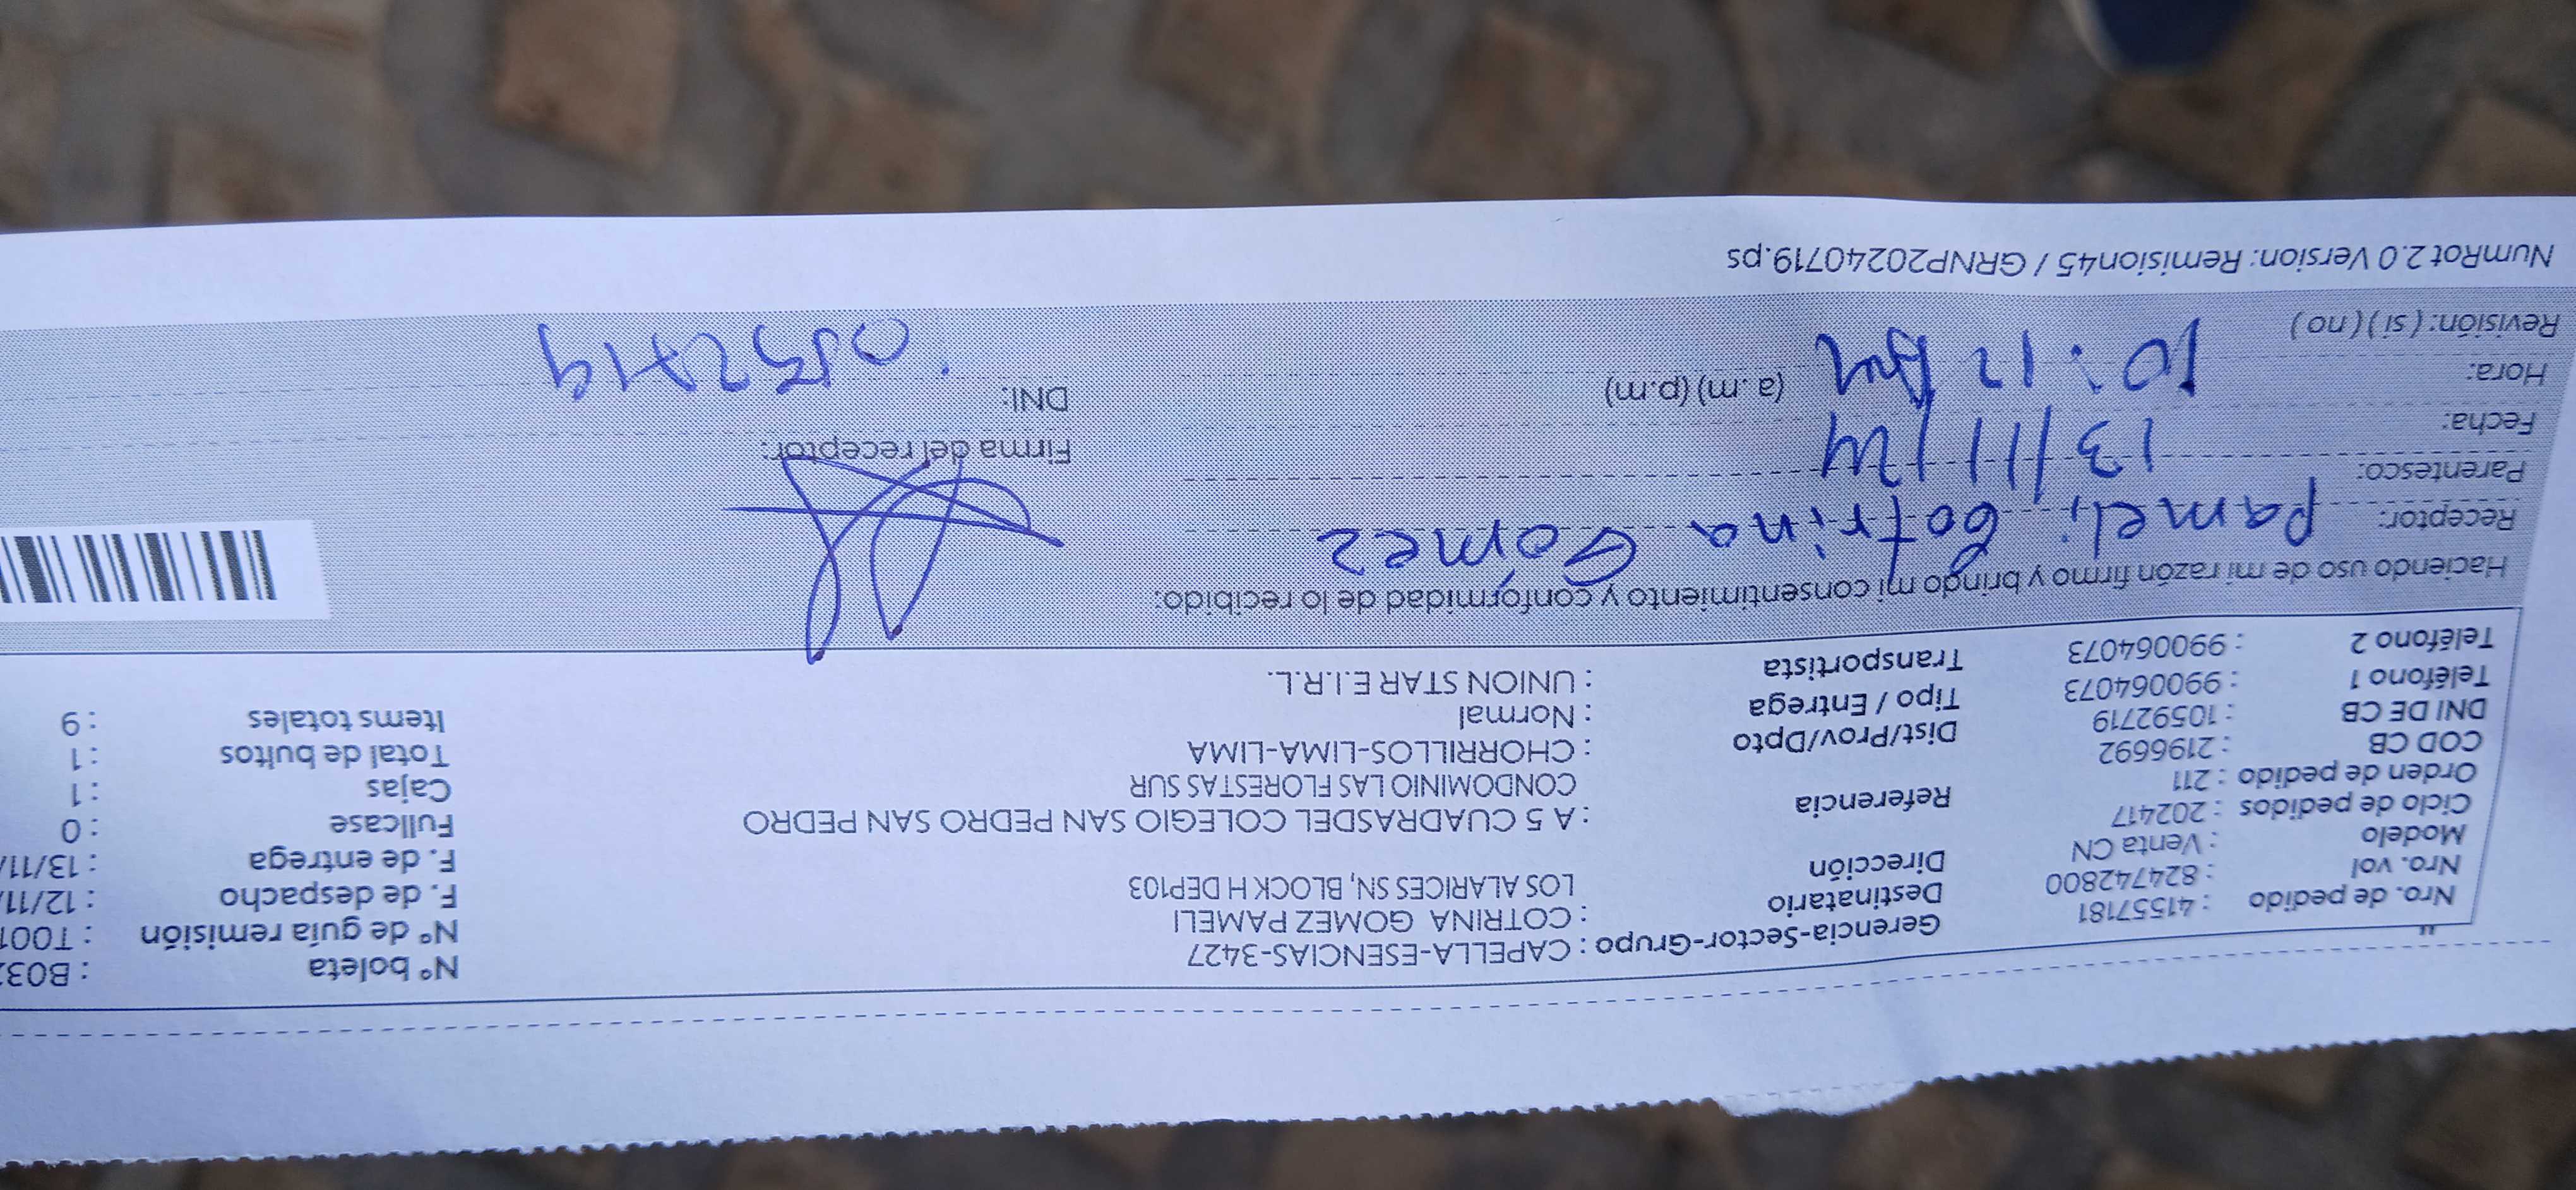 Nro. de pedido : 41557181
Nro. vol : 824742800
Modelo : Venta CN
Ciclo de pedidos : 202417
Orden de pedido : 211
COD CB : 2196692
DNI DE CB : 10592719
Teléfono 1 : 990064073
Teléfono 2 : 990064073
Gerencia-Sector-Grupo : CAPELLA-ESENCIAS-3427
Destinatario : COTRINA GOMEZ PAMELI
Dirección LOS ALARICES SN, BLOCK H DEP103
Referencia : A 5 CUADRASDEL COLEGIO SAN PEDRO SAN PEDRO
CONDOMINIO LAS FLORESTAS SUR
Dist/Prov/Dpto : CHORRILLOS-LIMA-LIMA
Tipo / Entrega : Normal
Transportista : UNION STAR E.I.R.L.
N° boleta : B03
N° de guía remisión : T001
F. de despacho : 12/11/
F. de entrega : 13/11/
Fullcase : 0
Cajas : 1
Total de bultos : 1
Items totales : 9
Haciendo uso de mi razón firmo y brindo mi consentimiento y conformidad de lo recibido:
Receptor: Pameli Cotrina Gómez
Parentesco:
Fecha: 13/11/24
Hora: 10:12 (a.m) (p.m)
Revisión: ( si ) ( no )
Firma del receptor:
DNI:
NumRot 2.0 Version: Remision45 / GRNP20240719.ps